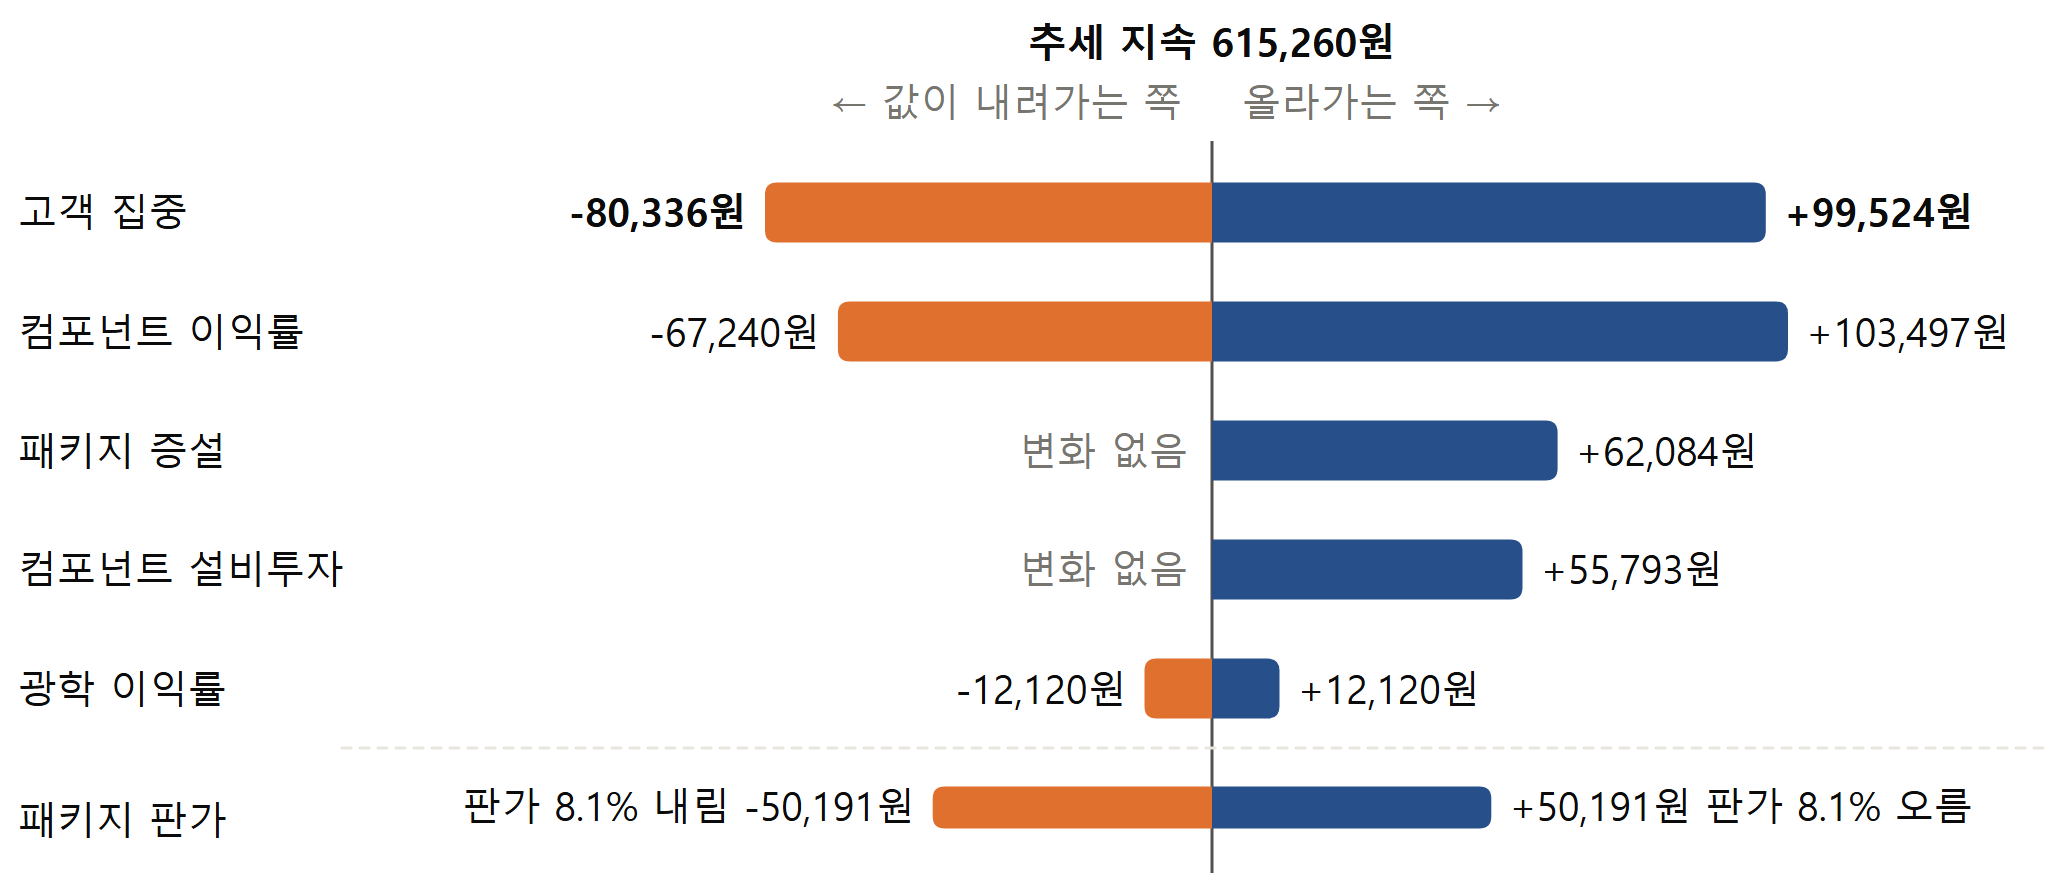 추세 지속 615,260원
← 값이 내려가는 쪽 올라가는 쪽 →
고객 집중 -80,336원 +99,524원
컴포넌트 이익률 -67,240원 +103,497원
패키지 증설 변화 없음 +62,084원
컴포넌트 설비투자 변화 없음 +55,793원
광학 이익률 -12,120원 +12,120원
패키지 판가 판가 8.1% 내림 -50,191원 +50,191원 판가 8.1% 오름